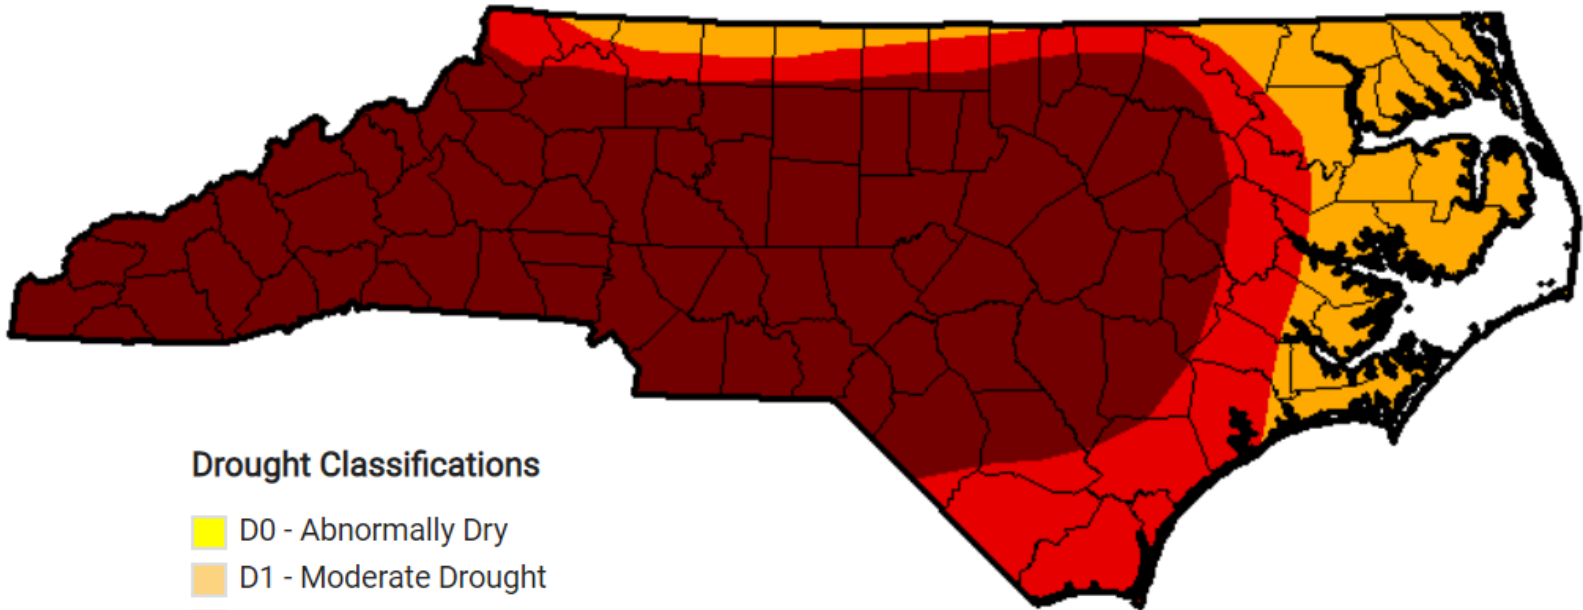 Drought Classifications
D0 - Abnormally Dry
D1 - Moderate Drought